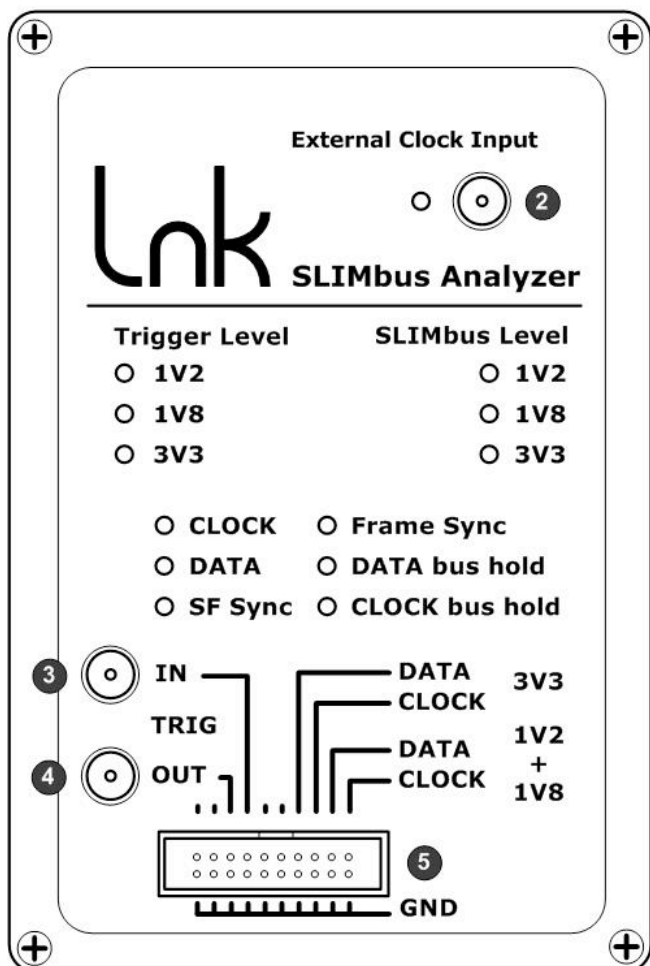 External Clock Input
2
lnk
SLIMbus Analyzer
Trigger Level SLIMbus Level
1V2 1V2
1V8 1V8
3V3 3V3
CLOCK Frame Sync
DATA DATA bus hold
SF Sync CLOCK bus hold
3 IN DATA 3V3
CLOCK
TRIG 1V2
DATA +
4 OUT CLOCK 1V8
5
GND